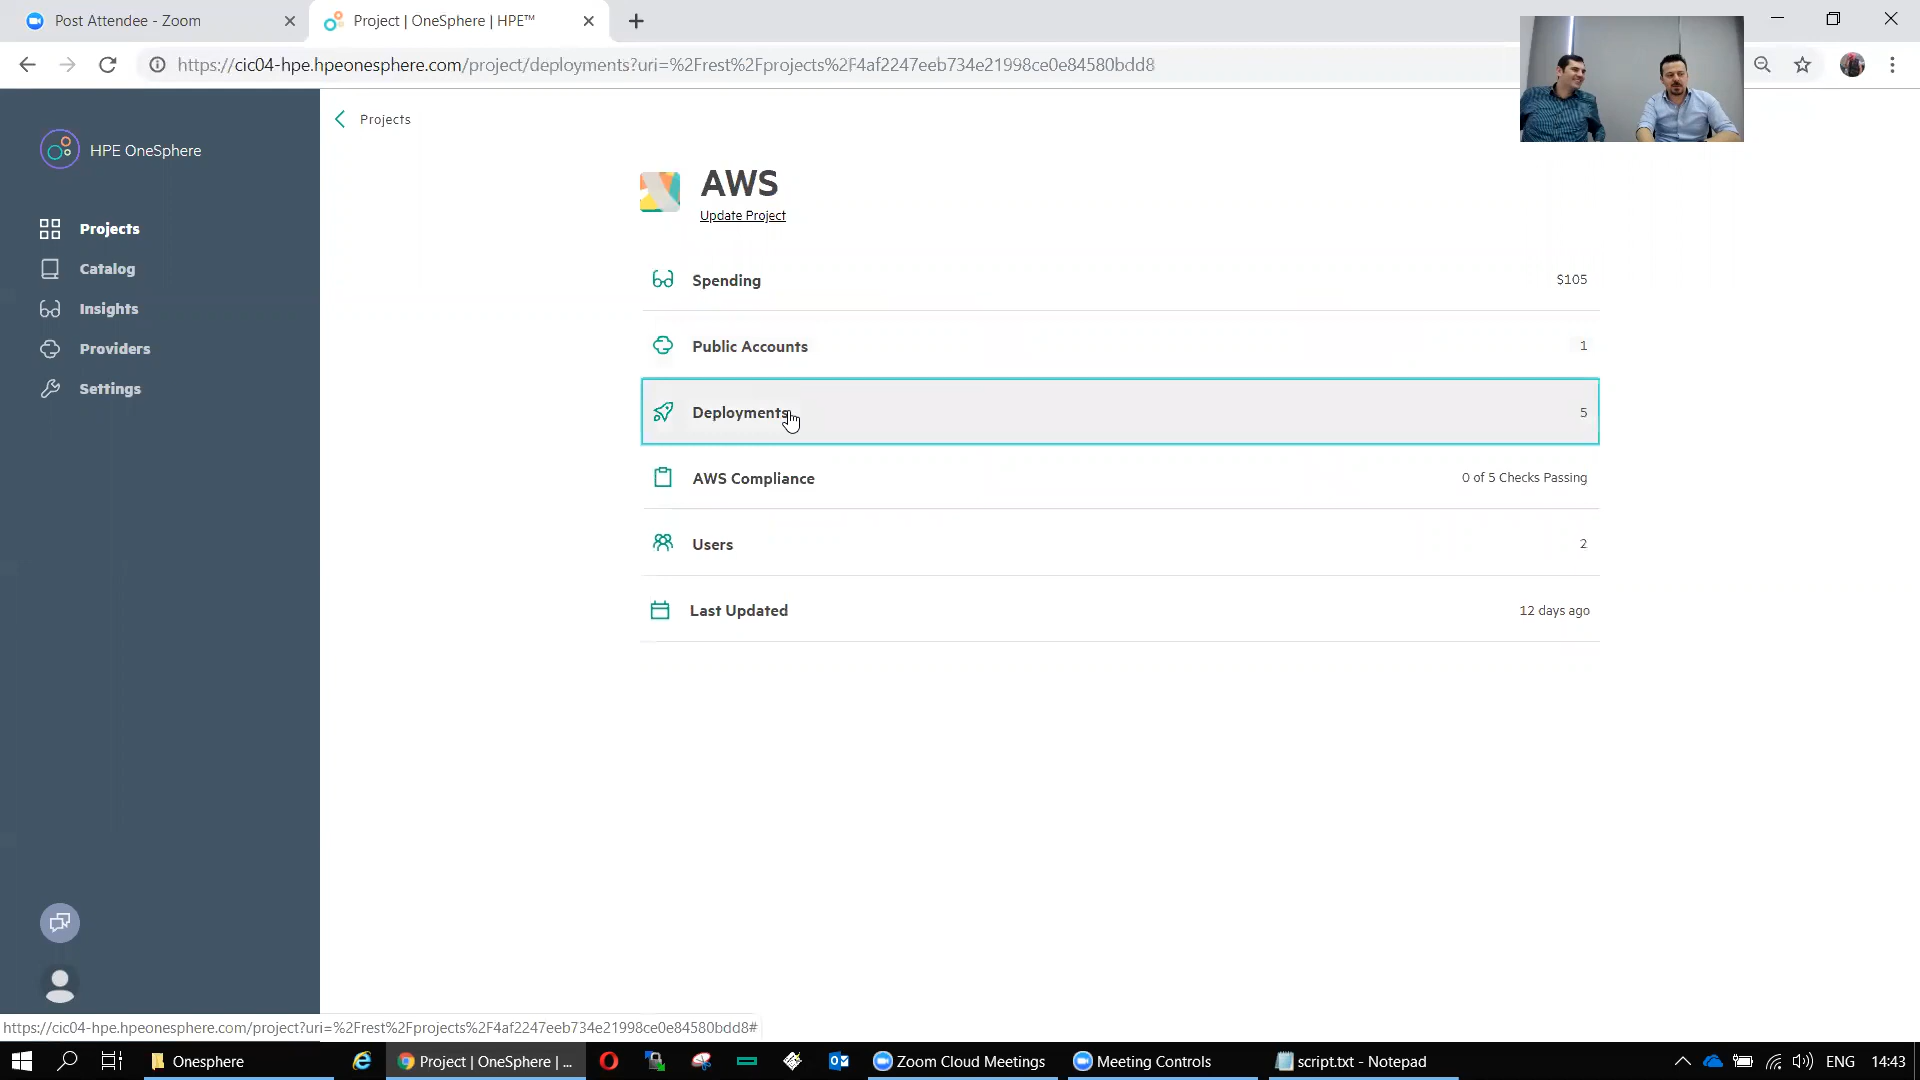 Post Attendee - Zoom
Project | OneSphere | HPE™
https://cic04-hpe.hpeonesphere.com/project/deployments?uri=%2Frest%2Fprojects%2F4af2247eeb734e21998ce0e84580bdd8
HPE OneSphere
Projects
Catalog
Insights
Providers
Settings
Projects
AWS
Update Project
Spending $105
Public Accounts 1
Deployments 5
AWS Compliance 0 of 5 Checks Passing
Users 2
Last Updated 12 days ago
https://cic04-hpe.hpeonesphere.com/project?uri=%2Frest%2Fprojects%2F4af2247eeb734e21998ce0e84580bdd8#
Onesphere
Project | OneSphere | ...
Zoom Cloud Meetings
Meeting Controls
script.txt - Notepad
ENG
14:43